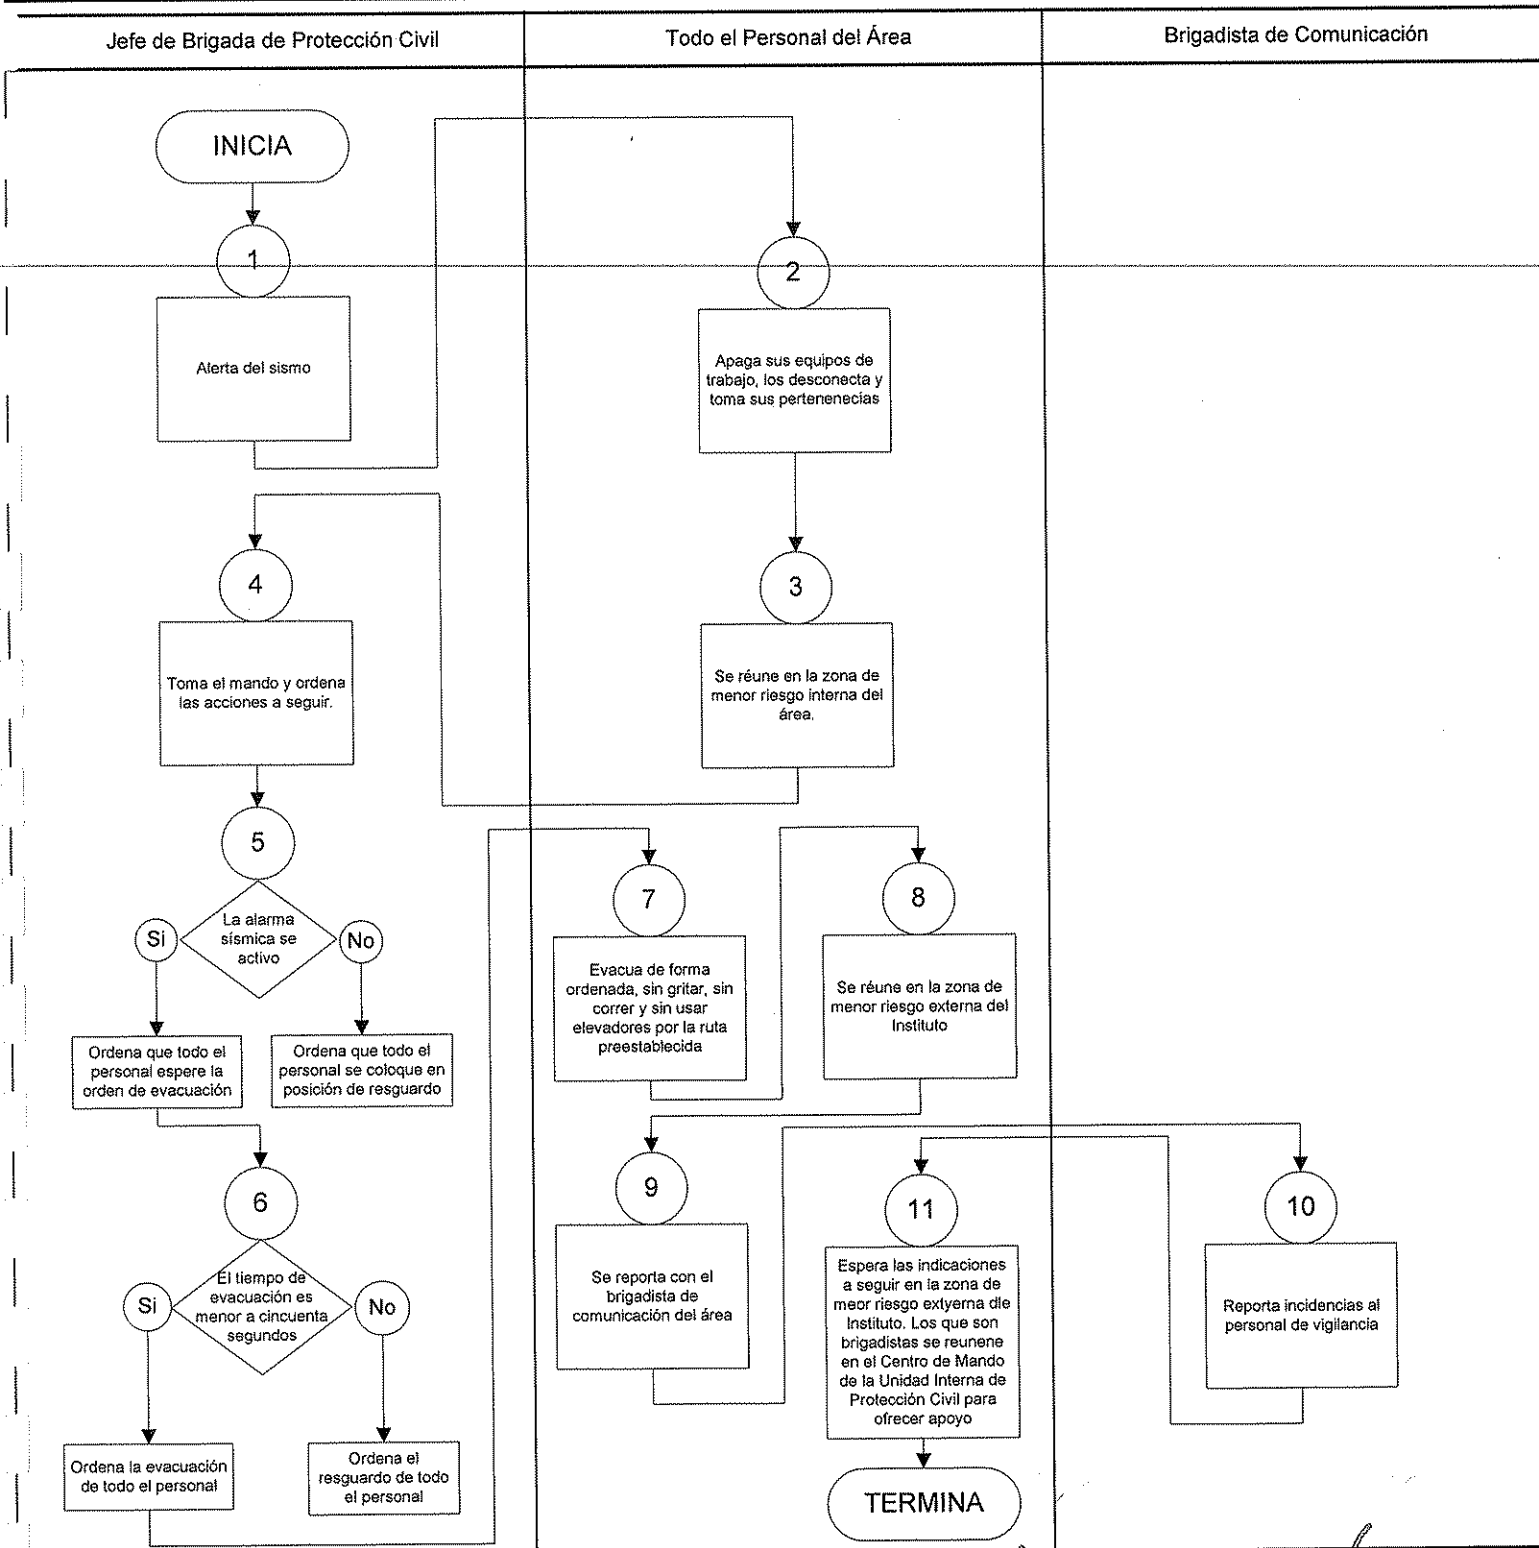 Jefe de Brigada de Protección Civil
Todo el Personal del Área
Brigadista de Comunicación
INICIA
1
Alerta del sismo
2
Apaga sus equipos de
trabajo, los desconecta y
toma sus pertenenecias
3
Se réune en la zona de
menor riesgo interna del
área.
4
Toma el mando y ordena
las acciones a seguir.
5
La alarma
sísmica se
activo
Si
No
Ordena que todo el
personal espere la
orden de evacuación
Ordena que todo el
personal se coloque en
posición de resguardo
6
El tiempo de
evacuación es
menor a cincuenta
segundos
Si
No
Ordena la evacuación
de todo el personal
Ordena el
resguardo de todo
el personal
7
Evacua de forma
ordenada, sin gritar, sin
correr y sin usar
elevadores por la ruta
preestablecida
8
Se réune en la zona de
menor riesgo externa del
Instituto
9
Se reporta con el
brigadista de
comunicación del área
10
Reporta incidencias al
personal de vigilancia
11
Espera las indicaciones
a seguir en la zona de
meor riesgo extyerna dle
Instituto. Los que son
brigadistas se reunene
en el Centro de Mando
de la Unidad Interna de
Protección Civil para
ofrecer apoyo
TERMINA